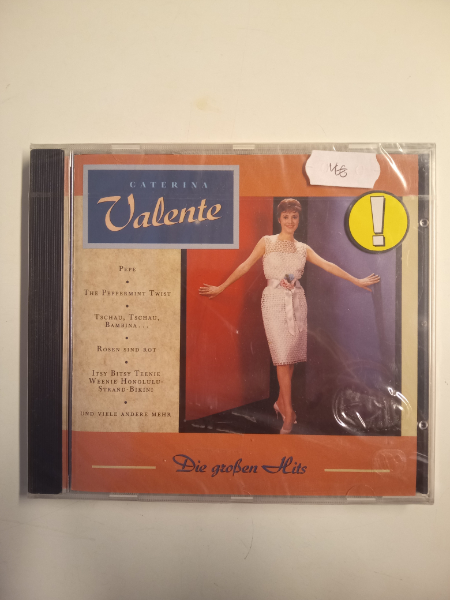 CATERINA
Valente
PEPE
THE PEPPERMINT TWIST
TSCHAU, TSCHAU,
BAMBINA...
ROSEN SIND ROT
ITSY BITSY TEENIE
WEENIE HONOLULU-
STRAND-BIKINI
UND VIELE ANDERE MEHR
!
Die großen Hits